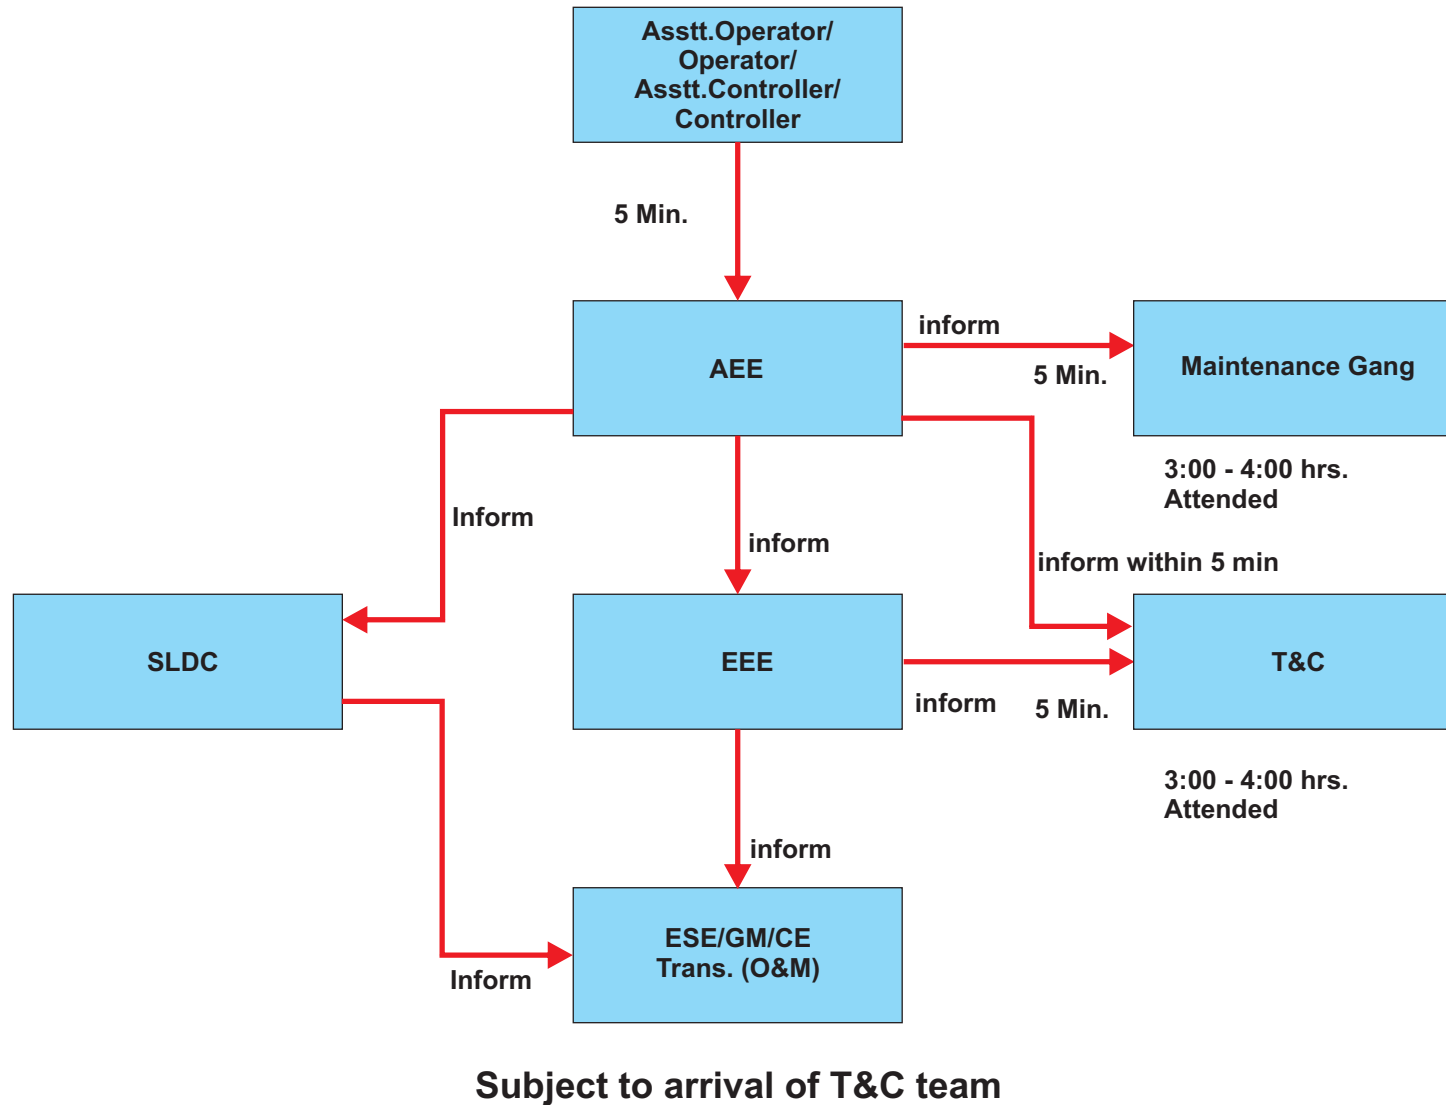 Asstt.Operator/
Operator/
Asstt.Controller/
Controller
5 Min.
AEE
inform
5 Min.
Maintenance Gang
3:00 - 4:00 hrs.
Attended
Inform
inform
inform within 5 min
SLDC
EEE
inform
5 Min.
T&C
3:00 - 4:00 hrs.
Attended
inform
Inform
ESE/GM/CE
Trans. (O&M)
Subject to arrival of T&C team